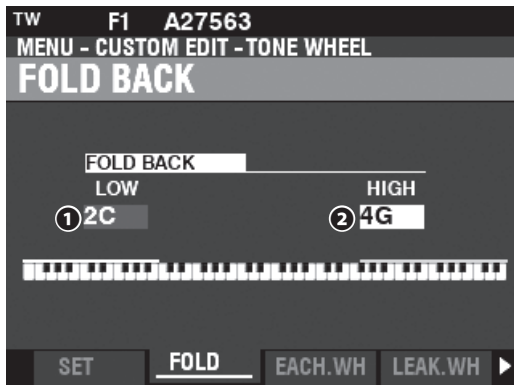 TW F1 A27563
MENU - CUSTOM EDIT - TONE WHEEL
FOLD BACK
FOLD BACK
LOW HIGH
1 2C 2 4G
SET FOLD EACH.WH LEAK.WH